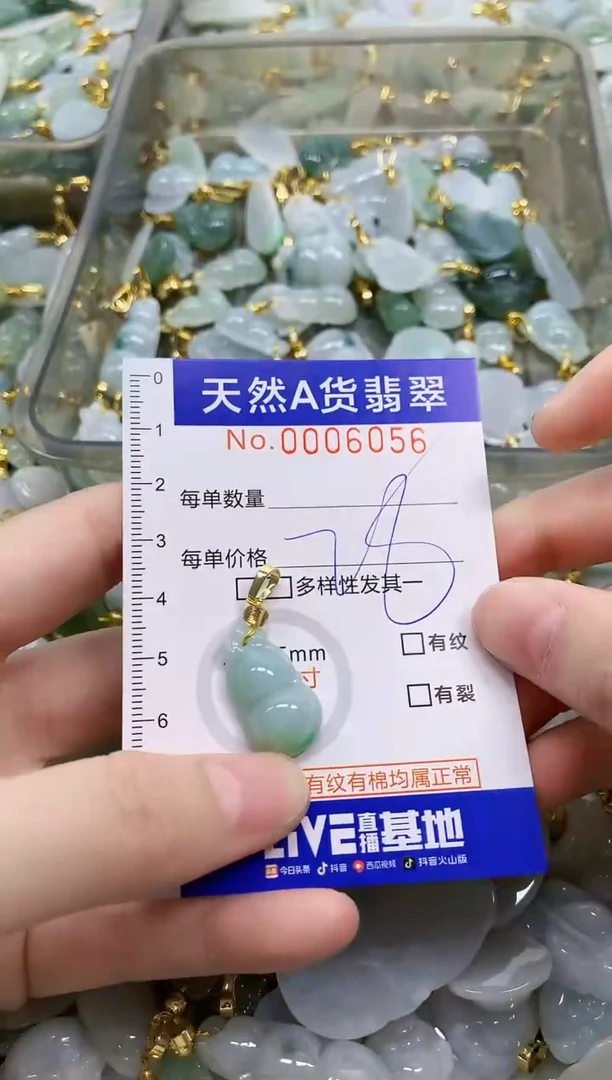 0
天然A货翡翠
1
No.0006056
2
每单数量
3
每单价格
多样性发其一
4
5
mm
有纹
寸
有裂
6
有纹有棉均属正常
LIVE直播基地
今日头条 抖音 西瓜视频 抖音火山版